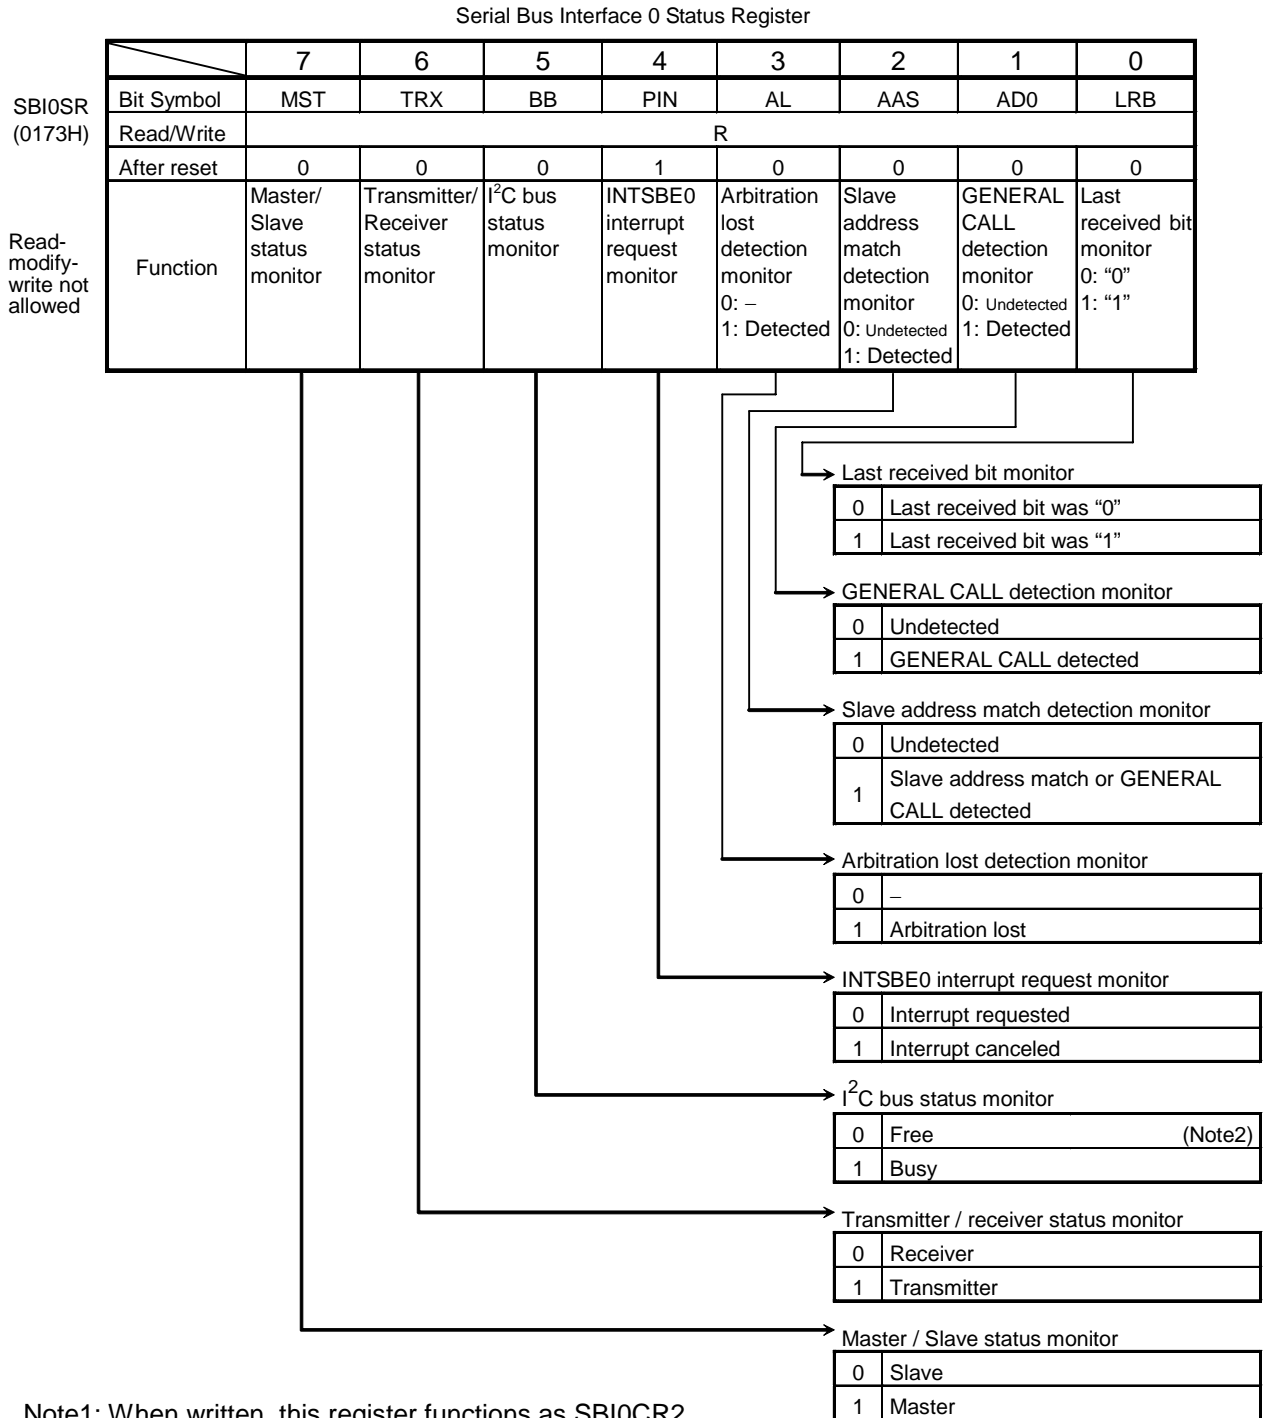 Serial Bus Interface 0 Status Register
7 6 5 4 3 2 1 0
SBI0SR
(0173H)
Bit Symbol MST TRX BB PIN AL AAS AD0 LRB
Read/Write R
After reset 0 0 0 1 0 0 0 0
Read-
modify-
write not
allowed
Function
Master/
Slave
status
monitor
Transmitter/
Receiver
status
monitor
I²C bus
status
monitor
INTSBE0
interrupt
request
monitor
Arbitration
lost
detection
monitor
0: −
1: Detected
Slave
address
match
detection
monitor
0: Undetected
1: Detected
GENERAL
CALL
detection
monitor
0: Undetected
1: Detected
Last
received bit
monitor
0: “0”
1: “1”
Last received bit monitor
0 Last received bit was “0”
1 Last received bit was “1”
GENERAL CALL detection monitor
0 Undetected
1 GENERAL CALL detected
Slave address match detection monitor
0 Undetected
1 Slave address match or GENERAL
CALL detected
Arbitration lost detection monitor
0 −
1 Arbitration lost
INTSBE0 interrupt request monitor
0 Interrupt requested
1 Interrupt canceled
I²C bus status monitor
0 Free (Note2)
1 Busy
Transmitter / receiver status monitor
0 Receiver
1 Transmitter
Master / Slave status monitor
0 Slave
1 Master
Note1: When written, this register functions as SBI0CR2